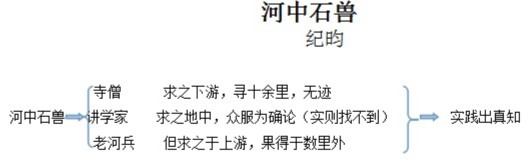 河中石兽
纪昀
寺僧 求之下游，寻十余里，无迹
河中石兽 讲学家 求之地中，众服为确论（实则找不到） 实践出真知
老河兵 但求之于上游，果得于数里外